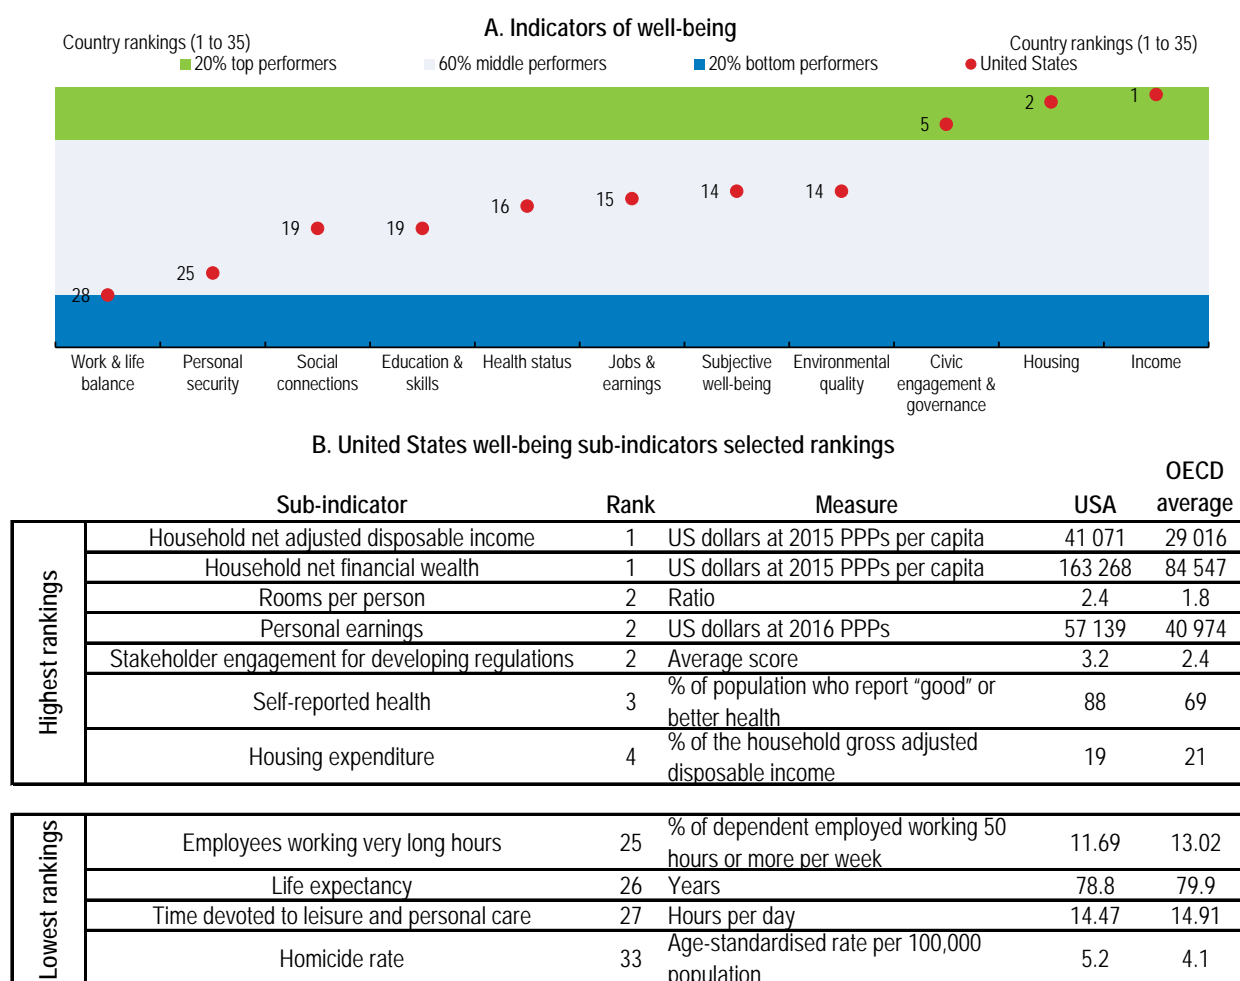 A. Indicators of well-being
Country rankings (1 to 35)
Country rankings (1 to 35)
20% top performers
60% middle performers
20% bottom performers
United States
28
25
19
19
16
15
14
14
5
2
1
Work & life balance
Personal security
Social connections
Education & skills
Health status
Jobs & earnings
Subjective well-being
Environmental quality
Civic engagement & governance
Housing
Income
B. United States well-being sub-indicators selected rankings
Sub-indicator Rank Measure USA OECD average
Highest rankings
Household net adjusted disposable income 1 US dollars at 2015 PPPs per capita 41 071 29 016
Household net financial wealth 1 US dollars at 2015 PPPs per capita 163 268 84 547
Rooms per person 2 Ratio 2.4 1.8
Personal earnings 2 US dollars at 2016 PPPs 57 139 40 974
Stakeholder engagement for developing regulations 2 Average score 3.2 2.4
Self-reported health 3 % of population who report “good” or better health 88 69
Housing expenditure 4 % of the household gross adjusted disposable income 19 21
Lowest rankings
Employees working very long hours 25 % of dependent employed working 50 hours or more per week 11.69 13.02
Life expectancy 26 Years 78.8 79.9
Time devoted to leisure and personal care 27 Hours per day 14.47 14.91
Homicide rate 33 Age-standardised rate per 100,000 population 5.2 4.1